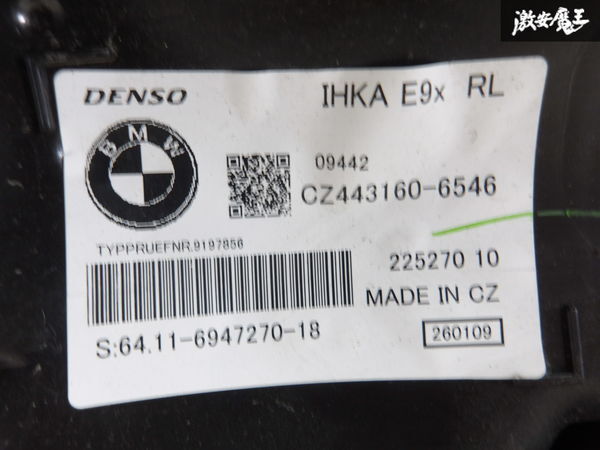 激安魔王
DENSO
IHKA E9x RL
BMW
09442
CZ443160-6546
TYPPRUEFNR.9197856
225270 10
MADE IN CZ
S:64.11-6947270-18
260109